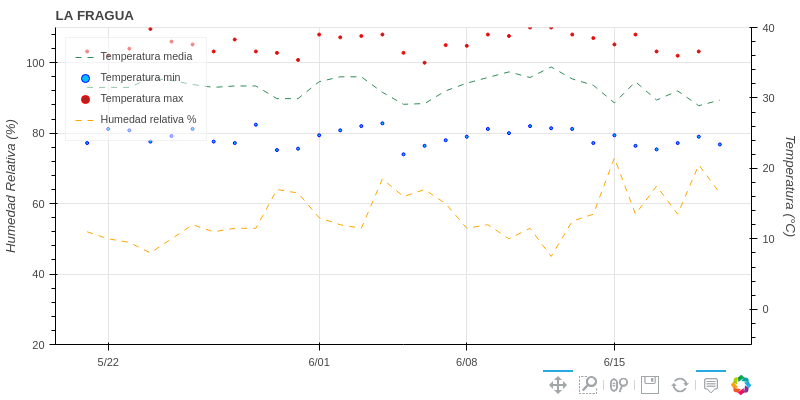 LA FRAGUA
Temperatura media
Temperatura min
Temperatura max
Humedad relativa %
Humedad Relativa (%)
100
80
60
40
20
Temperatura (°C)
40
30
20
10
0
5/22
6/01
6/08
6/15